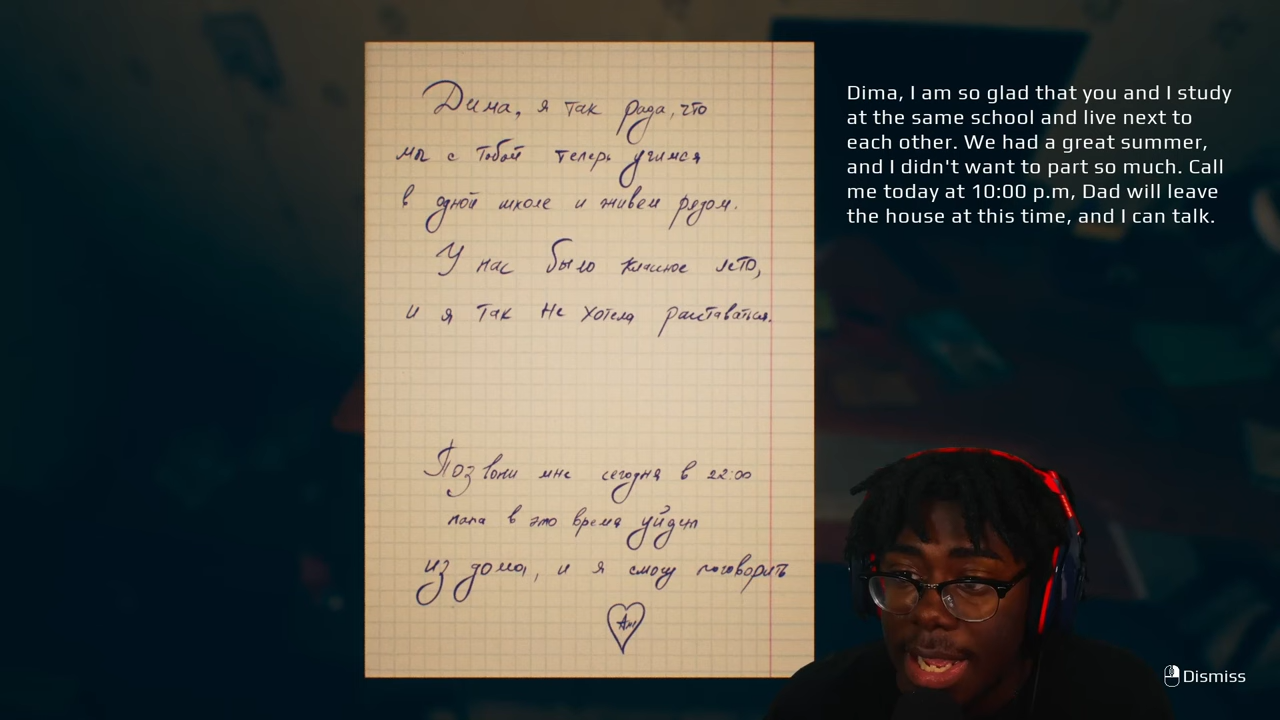 Дима, я так рада, что
мы с тобой теперь учимся
в одной школе и живем рядом.
У нас было классное лето,
и я так не хотела расставаться.
Позвони мне сегодня в 22:00
папа в это время уйдет
из дома, и я смогу поговорить
Dima, I am so glad that you and I study
at the same school and live next to
each other. We had a great summer,
and I didn't want to part so much. Call
me today at 10:00 p.m, Dad will leave
the house at this time, and I can talk.
Dismiss